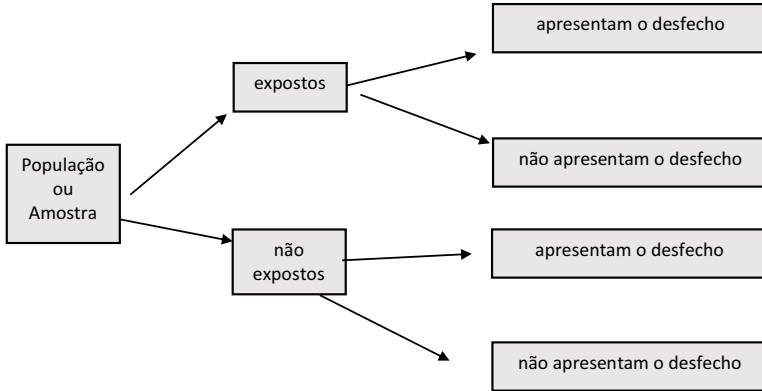 apresentam o desfecho
expostos
não apresentam o desfecho
População
ou
Amostra
não
expostos
apresentam o desfecho
não apresentam o desfecho